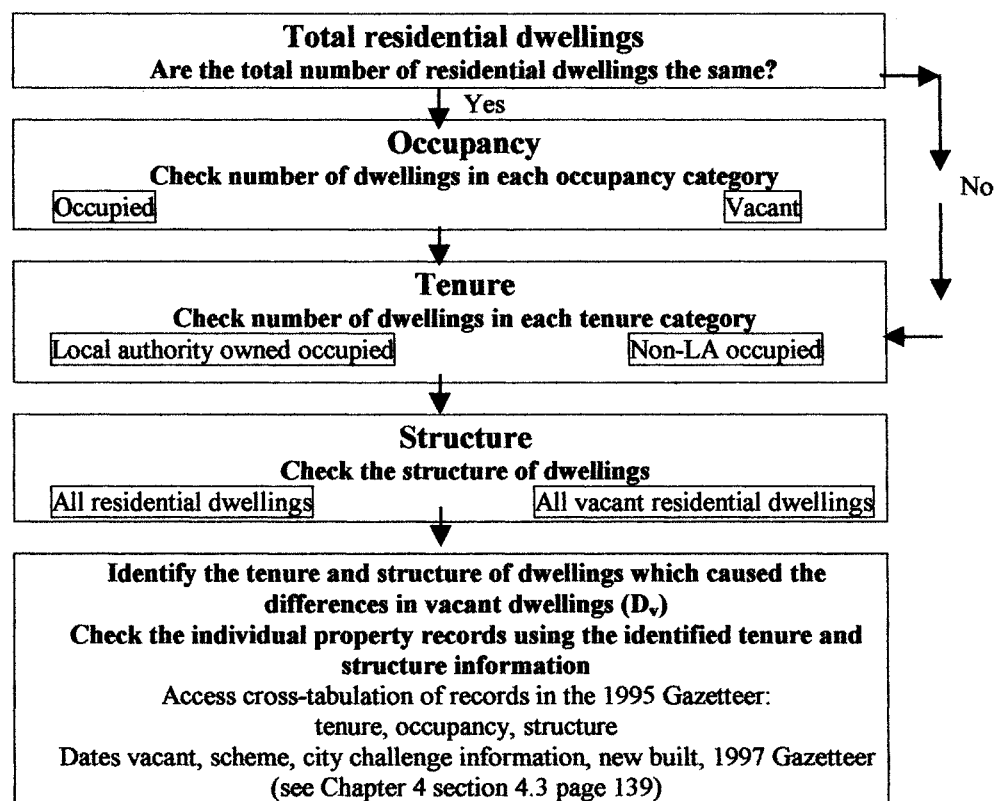 Total residential dwellings
Are the total number of residential dwellings the same?
Yes
No
Occupancy
Check number of dwellings in each occupancy category
Occupied Vacant
Tenure
Check number of dwellings in each tenure category
Local authority owned occupied Non-LA occupied
Structure
Check the structure of dwellings
All residential dwellings All vacant residential dwellings
Identify the tenure and structure of dwellings which caused the
differences in vacant dwellings (Dv)
Check the individual property records using the identified tenure and
structure information
Access cross-tabulation of records in the 1995 Gazetteer:
tenure, occupancy, structure
Dates vacant, scheme, city challenge information, new built, 1997 Gazetteer
(see Chapter 4 section 4.3 page 139)